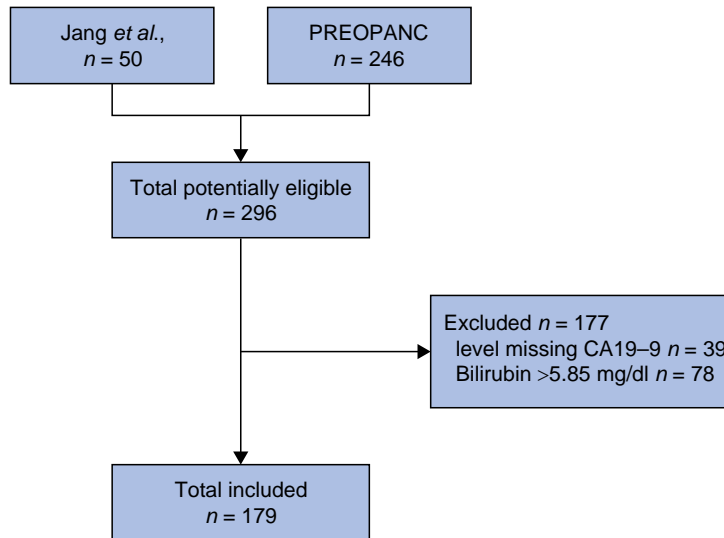 Jang et al.,
n = 50
PREOPANC
n = 246
Total potentially eligible
n = 296
Excluded n = 177
level missing CA19–9 n = 39
Bilirubin >5.85 mg/dl n = 78
Total included
n = 179